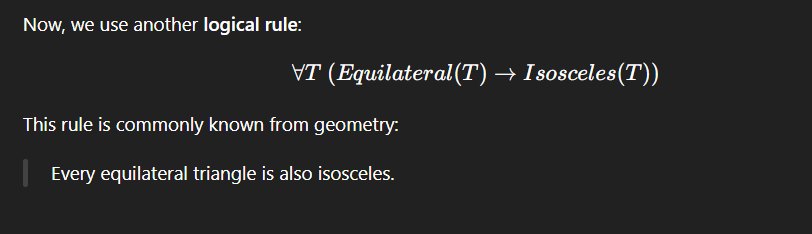 Now, we use another logical rule:
∀T (Equilateral(T) → Isosceles(T))
This rule is commonly known from geometry:
Every equilateral triangle is also isosceles.